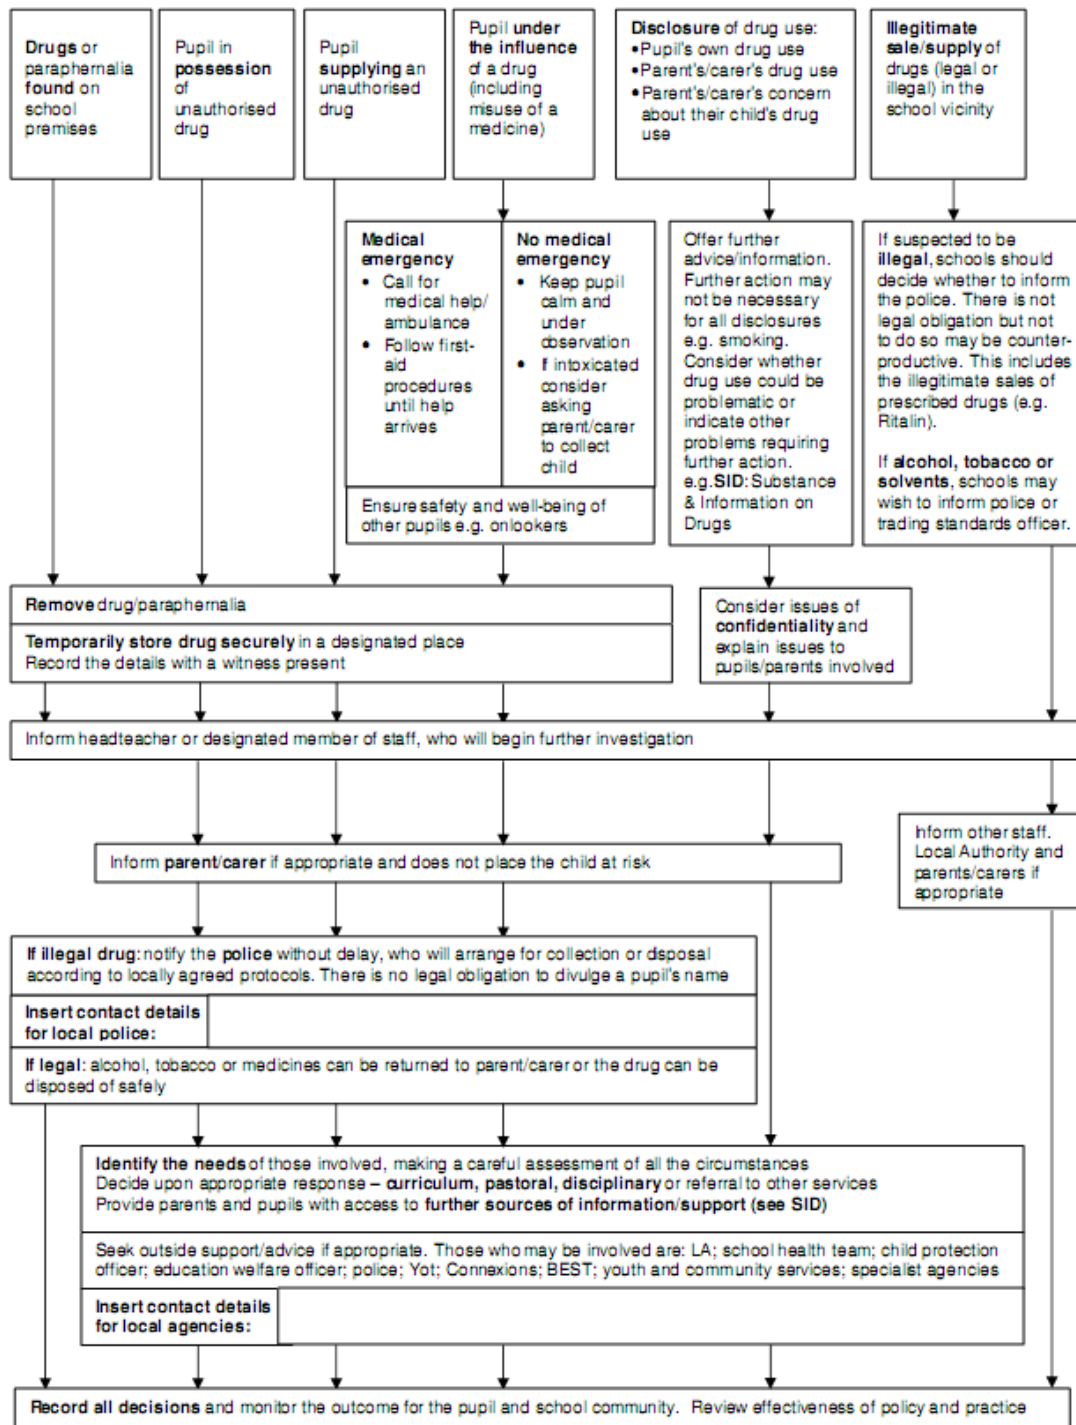 Drugs or
paraphernalia
found on
school
premises
Pupil in
possession
of
unauthorised
drug
Pupil
supplying an
unauthorised
drug
Pupil under
the influence
of a drug
(including
misuse of a
medicine)
Disclosure of drug use:
•Pupil's own drug use
•Parent's/carer's drug use
•Parent's/carer's concern
about their child's drug
use
Illegitimate
sale/supply of
drugs (legal or
illegal) in the
school vicinity
Medical
emergency
• Call for
medical help/
ambulance
• Follow first-
aid
procedures
until help
arrives
No medical
emergency
• Keep pupil
calm and
under
observation
• If intoxicated
consider
asking
parent/carer
to collect
child
Ensure safety and well-being of
other pupils e.g. onlookers
Offer further
advice/information.
Further action may
not be necessary
for all disclosures
e.g. smoking.
Consider whether
drug use could be
problematic or
indicate other
problems requiring
further action.
e.g.SID: Substance
& Information on
Drugs
If suspected to be
illegal, schools should
decide whether to inform
the police. There is not
legal obligation but not
to do so may be counter-
productive. This includes
the illegitimate sales of
prescribed drugs (e.g.
Ritalin).
If alcohol, tobacco or
solvents, schools may
wish to inform police or
trading standards officer.
Remove drug/paraphernalia
Temporarily store drug securely in a designated place
Record the details with a witness present
Consider issues of
confidentiality and
explain issues to
pupils/parents involved
Inform headteacher or designated member of staff, who will begin further investigation
Inform parent/carer if appropriate and does not place the child at risk
Inform other staff.
Local Authority and
parents/carers if
appropriate
If illegal drug: notify the police without delay, who will arrange for collection or disposal
according to locally agreed protocols. There is no legal obligation to divulge a pupil's name
Insert contact details
for local police:
If legal: alcohol, tobacco or medicines can be returned to parent/carer or the drug can be
disposed of safely
Identify the needs of those involved, making a careful assessment of all the circumstances
Decide upon appropriate response – curriculum, pastoral, disciplinary or referral to other services
Provide parents and pupils with access to further sources of information/support (see SID)
Seek outside support/advice if appropriate. Those who may be involved are: LA; school health team; child protection
officer; education welfare officer; police; Yot; Connexions; BEST; youth and community services; specialist agencies
Insert contact details
for local agencies:
Record all decisions and monitor the outcome for the pupil and school community. Review effectiveness of policy and practice